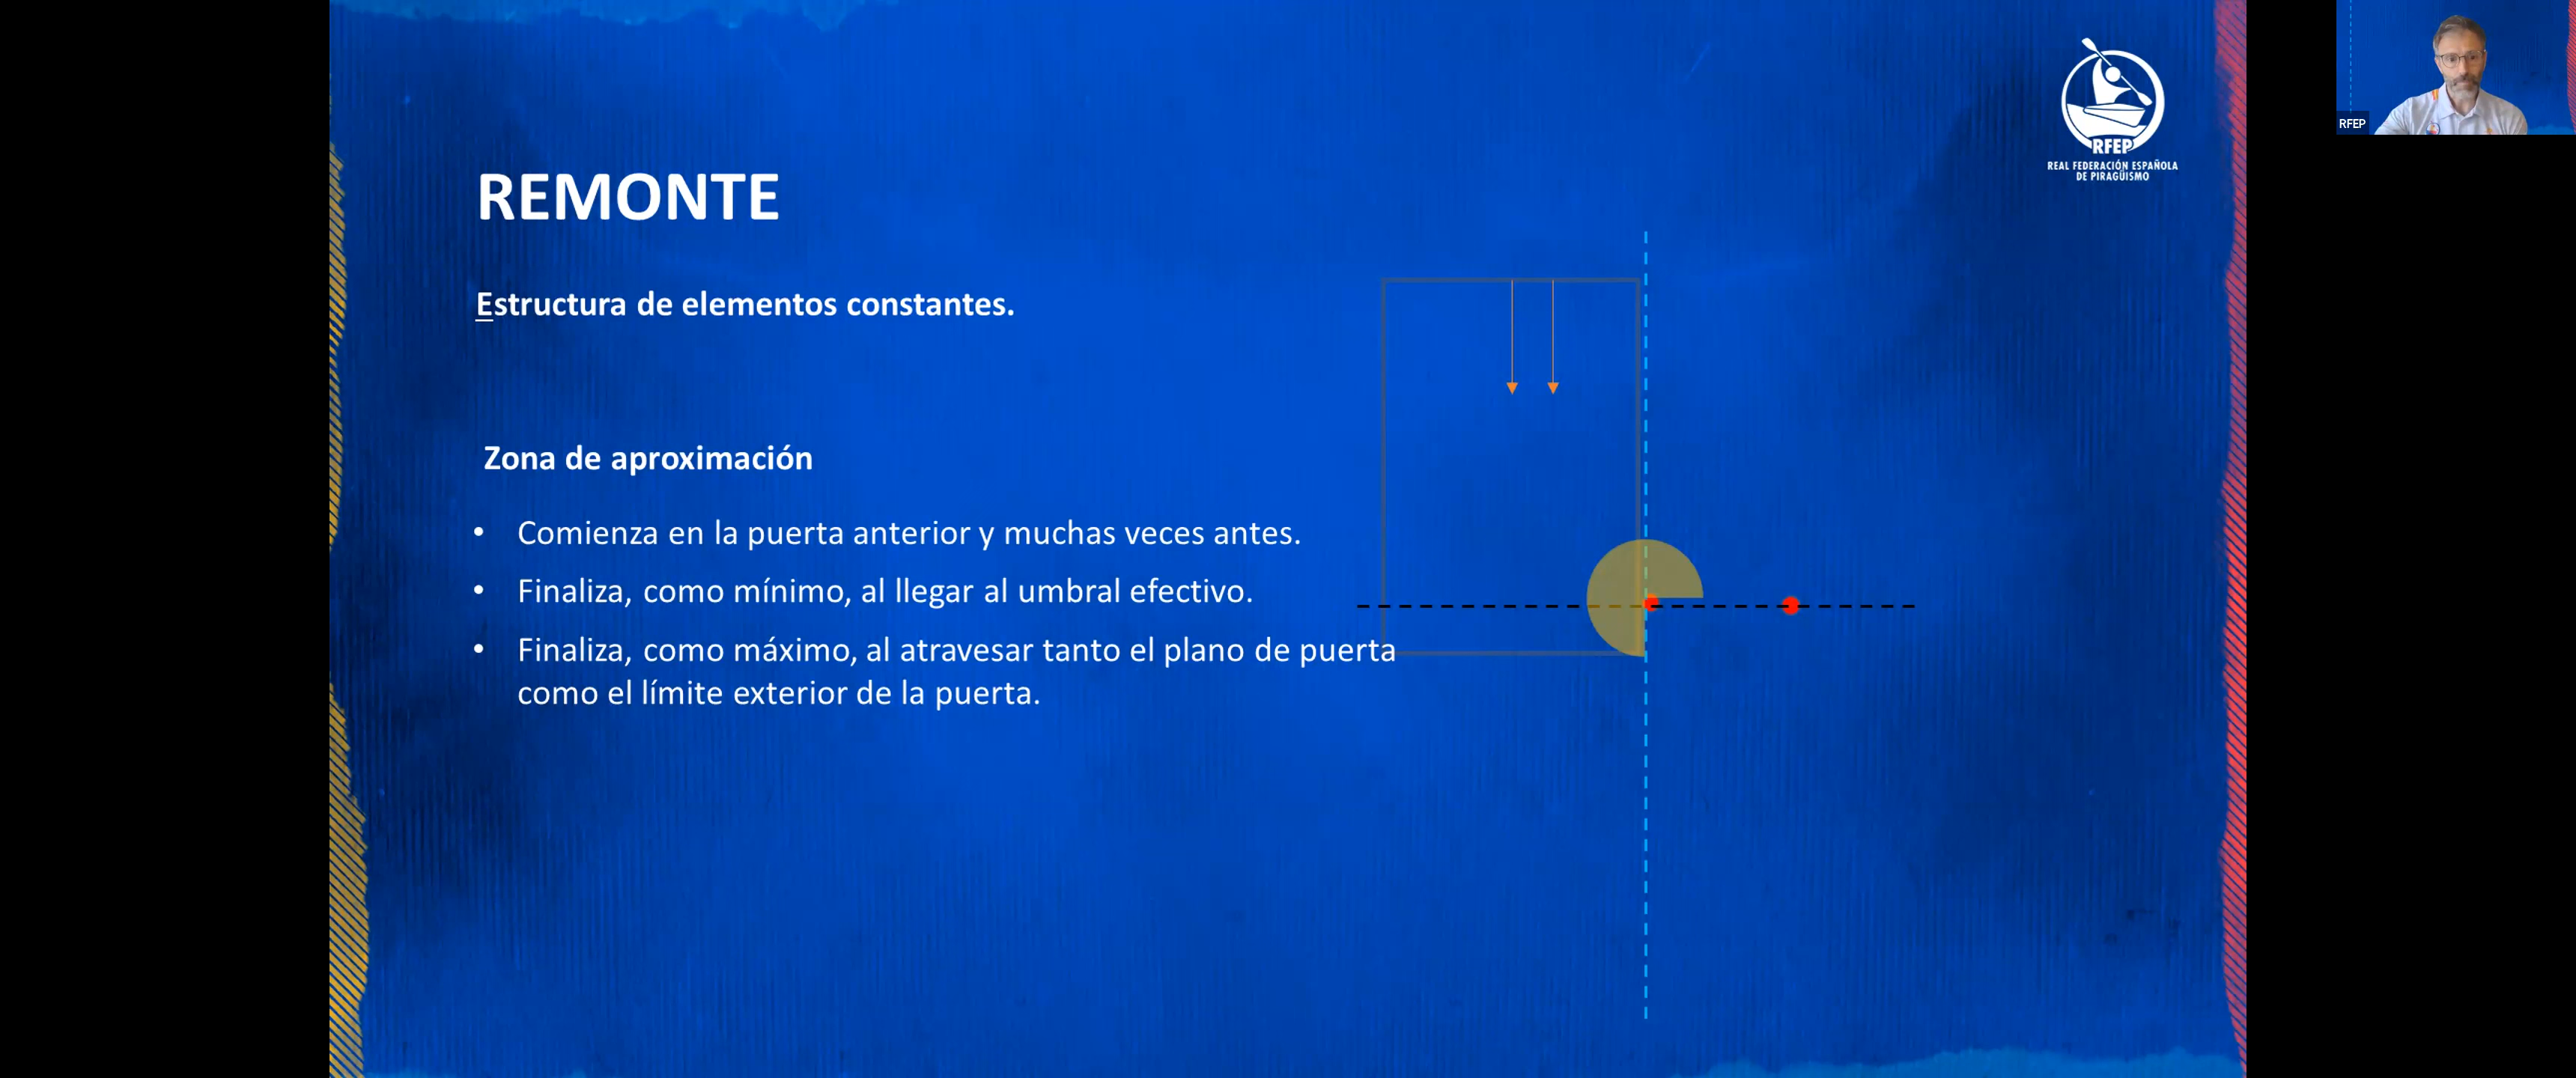 RFEP
REAL FEDERACIÓN ESPAÑOLA
DE PIRAGÜISMO
RFEP
REMONTE
Estructura de elementos constantes.
Zona de aproximación
• Comienza en la puerta anterior y muchas veces antes.
• Finaliza, como mínimo, al llegar al umbral efectivo.
• Finaliza, como máximo, al atravesar tanto el plano de puerta
como el límite exterior de la puerta.